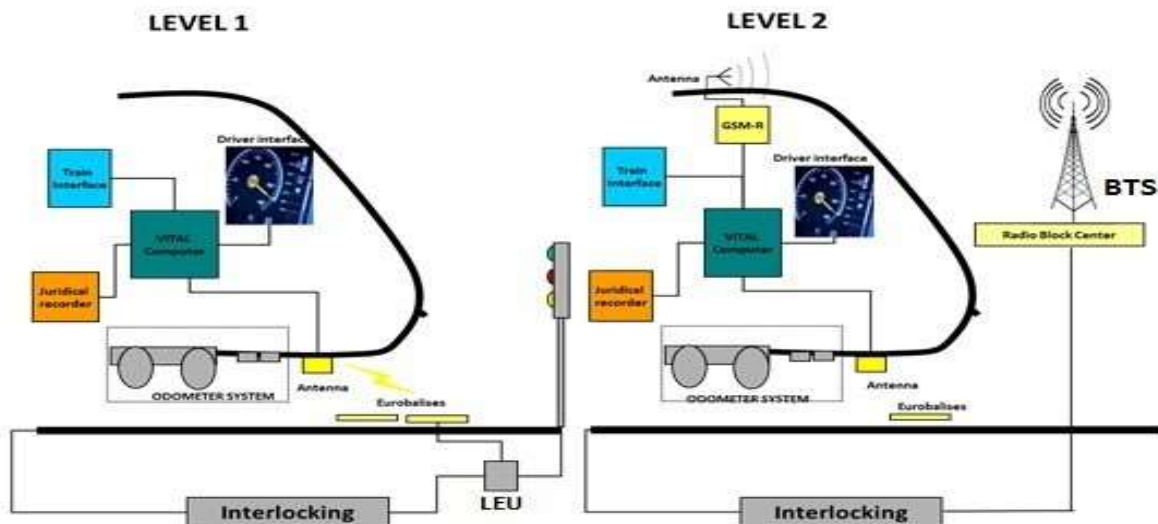 LEVEL 1
Driver interface
Train
Interface
VITAL
Computer
Juridical
recorder
Antenna
ODOMETER SYSTEM
Eurobalises
LEU
Interlocking
LEVEL 2
Antenna
GSM-R
Driver interface
Train
Interface
VITAL
Computer
Juridical
recorder
BTS
Radio Block Center
Antenna
ODOMETER SYSTEM
Eurobalises
Interlocking